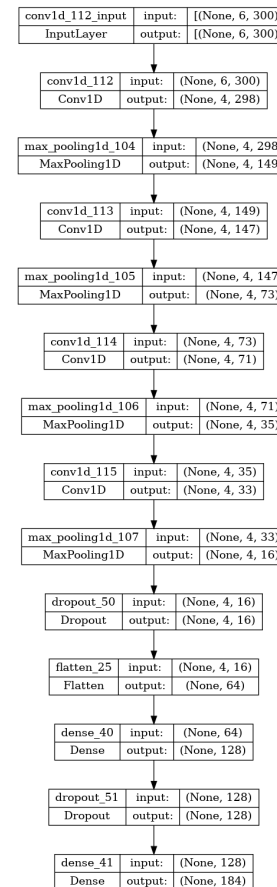 conv1d_112_input input: [(None, 6, 300)]
InputLayer output: [(None, 6, 300)]
conv1d_112 input: (None, 6, 300)
Conv1D output: (None, 4, 298)
max_pooling1d_104 input: (None, 4, 298
MaxPooling1D output: (None, 4, 149
conv1d_113 input: (None, 4, 149)
Conv1D output: (None, 4, 147)
max_pooling1d_105 input: (None, 4, 147
MaxPooling1D output: (None, 4, 73)
conv1d_114 input: (None, 4, 73)
Conv1D output: (None, 4, 71)
max_pooling1d_106 input: (None, 4, 71)
MaxPooling1D output: (None, 4, 35)
conv1d_115 input: (None, 4, 35)
Conv1D output: (None, 4, 33)
max_pooling1d_107 input: (None, 4, 33)
MaxPooling1D output: (None, 4, 16)
dropout_50 input: (None, 4, 16)
Dropout output: (None, 4, 16)
flatten_25 input: (None, 4, 16)
Flatten output: (None, 64)
dense_40 input: (None, 64)
Dense output: (None, 128)
dropout_51 input: (None, 128)
Dropout output: (None, 128)
dense_41 input: (None, 128)
Dense output: (None, 184)